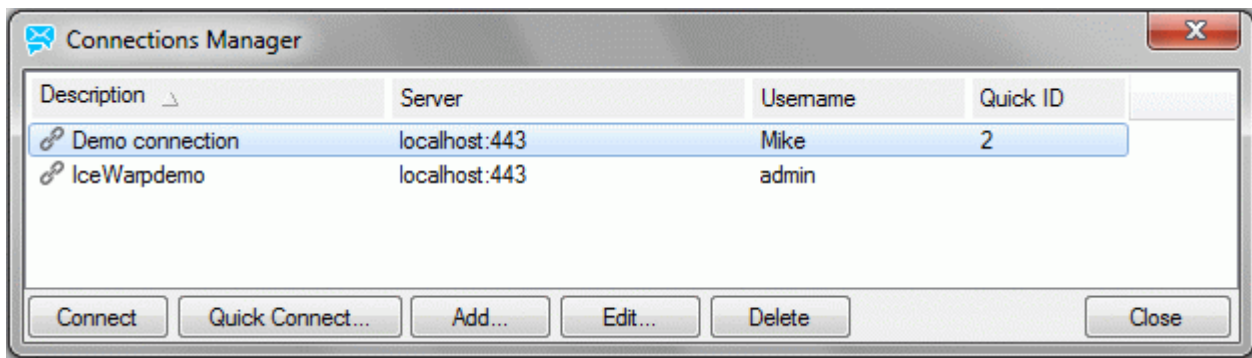 Connections Manager
Description Server Username Quick ID
Demo connection localhost:443 Mike 2
IceWarpdemo localhost:443 admin
Connect Quick Connect... Add... Edit... Delete Close